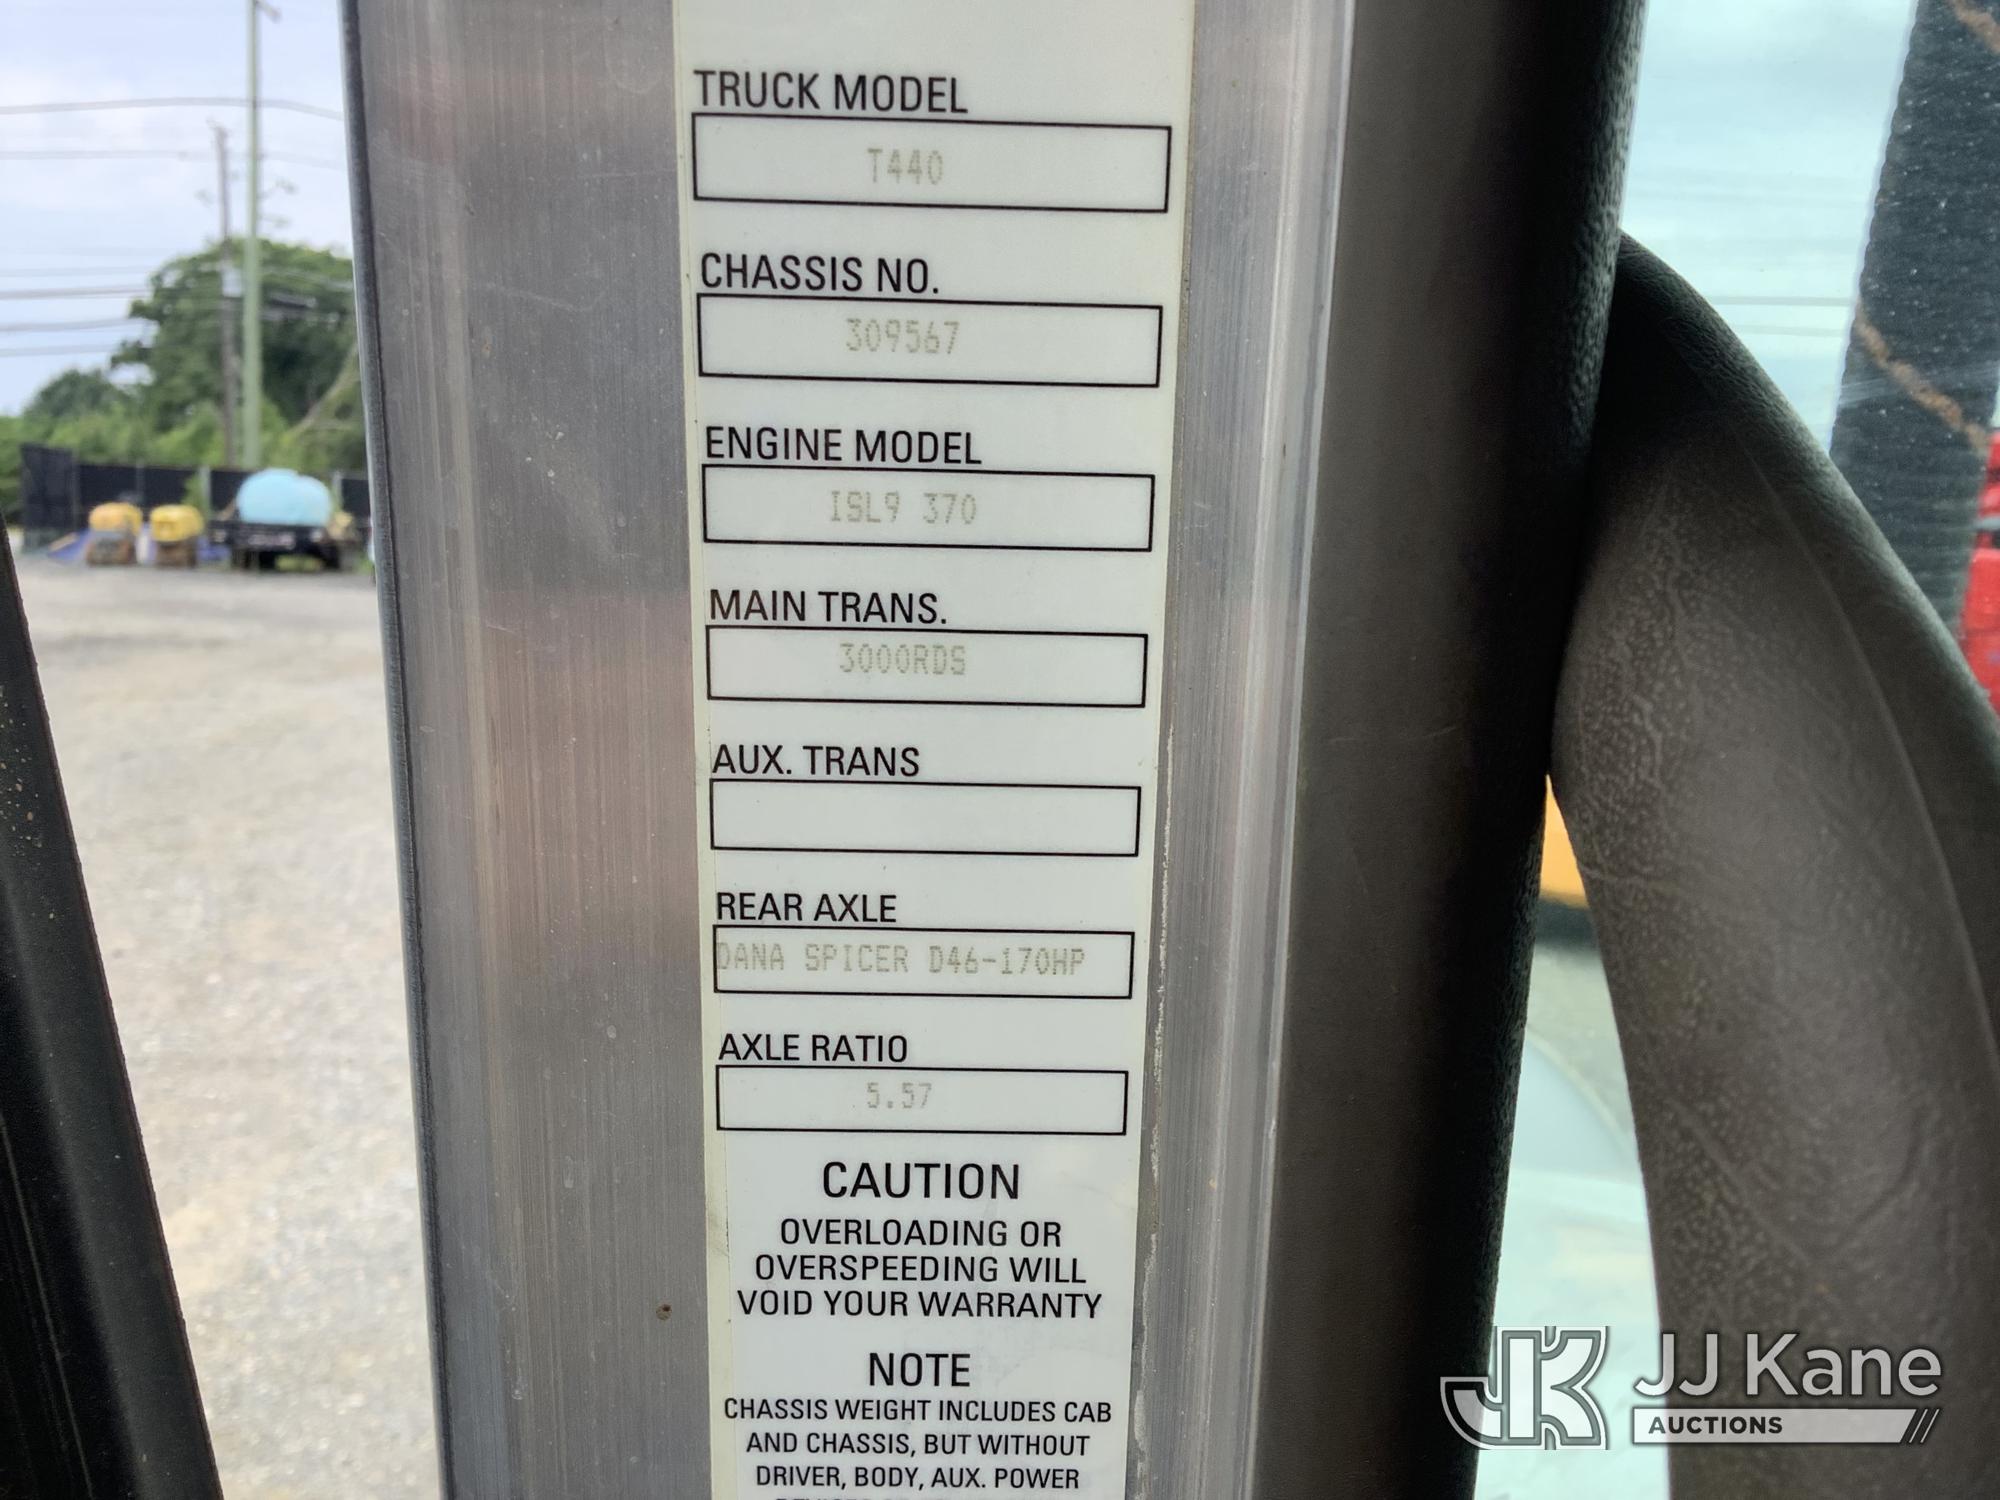 TRUCK MODEL
T440
CHASSIS NO.
309567
ENGINE MODEL
ISL9 370
MAIN TRANS.
3000RDS
AUX. TRANS
REAR AXLE
DANA SPICER D46-170HP
AXLE RATIO
5.57
CAUTION
OVERLOADING OR
OVERSPEEDING WILL
VOID YOUR WARRANTY
NOTE
CHASSIS WEIGHT INCLUDES CAB
AND CHASSIS, BUT WITHOUT
DRIVER, BODY, AUX. POWER
JK JJ Kane
AUCTIONS